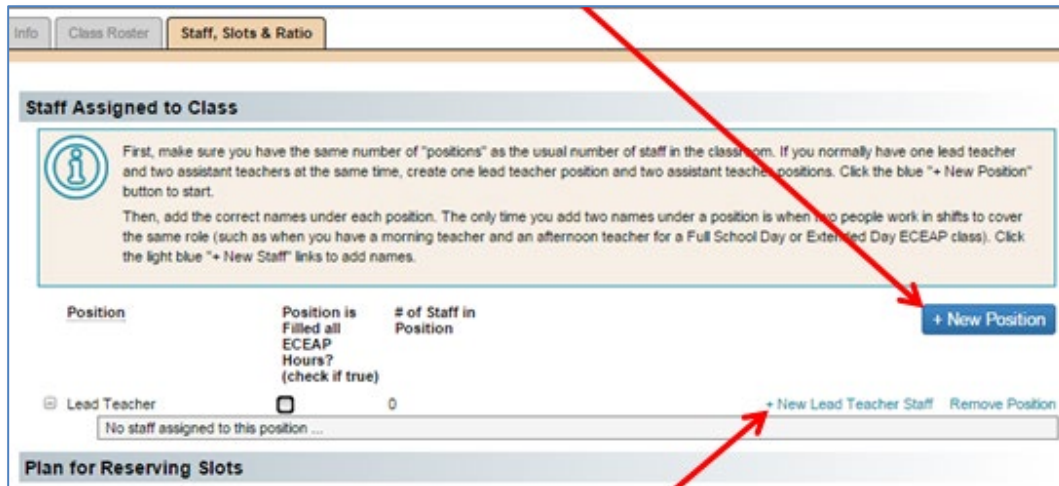 Info Class Roster Staff, Slots & Ratio
Staff Assigned to Class
First, make sure you have the same number of "positions" as the usual number of staff in the classroom. If you normally have one lead teacher
and two assistant teachers at the same time, create one lead teacher position and two assistant teacher positions. Click the blue "+ New Position"
button to start.
Then, add the correct names under each position. The only time you add two names under a position is when two people work in shifts to cover
the same role (such as when you have a morning teacher and an afternoon teacher for a Full School Day or Extended Day ECEAP class). Click
the light blue "+ New Staff" links to add names.
Position
Position is
Filled all
ECEAP
Hours?
(check if true)
# of Staff in
Position
+ New Position
Lead Teacher 0 + New Lead Teacher Staff Remove Position
No staff assigned to this position ...
Plan for Reserving Slots